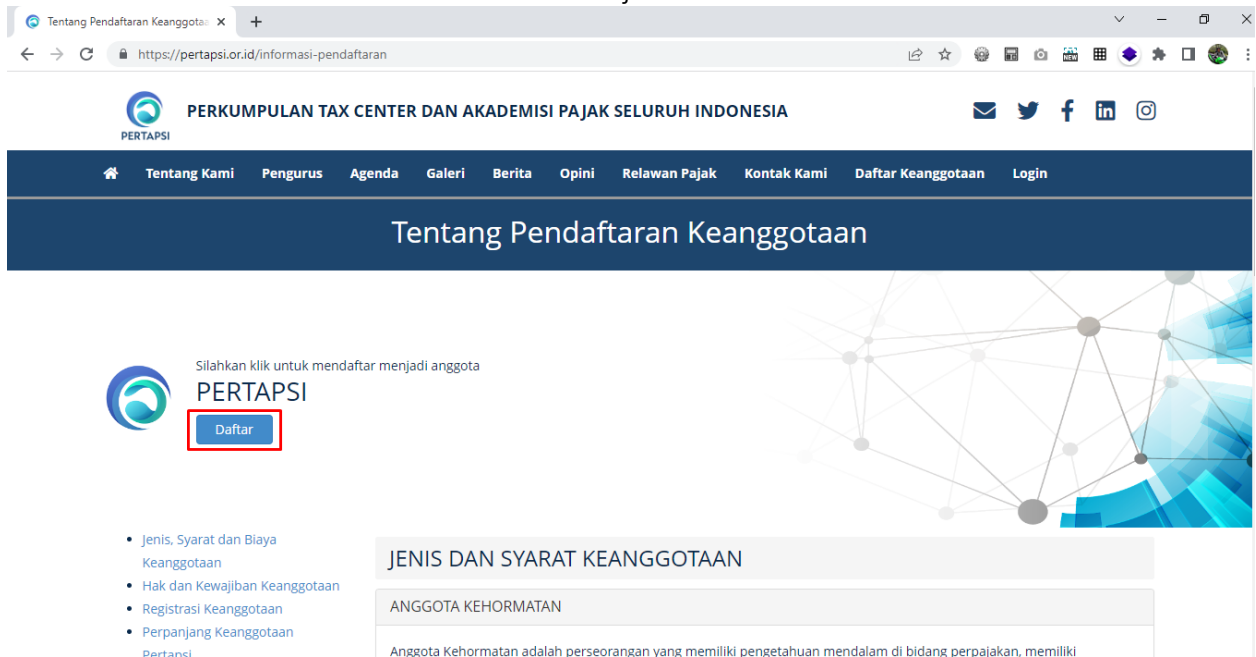 Tentang Pendaftaran Keanggotaa
https://pertapsi.or.id/informasi-pendaftaran
NEW
PERTAPSI
PERKUMPULAN TAX CENTER DAN AKADEMISI PAJAK SELURUH INDONESIA
Tentang Kami Pengurus Agenda Galeri Berita Opini Relawan Pajak Kontak Kami Daftar Keanggotaan Login
Tentang Pendaftaran Keanggotaan
Silahkan klik untuk mendaftar menjadi anggota
PERTAPSI
Daftar
Jenis, Syarat dan Biaya
Keanggotaan
Hak dan Kewajiban Keanggotaan
Registrasi Keanggotaan
Perpanjang Keanggotaan
Pertapsi
JENIS DAN SYARAT KEANGGOTAAN
ANGGOTA KEHORMATAN
Anggota Kehormatan adalah perseorangan yang memiliki pengetahuan mendalam di bidang perpajakan, memiliki